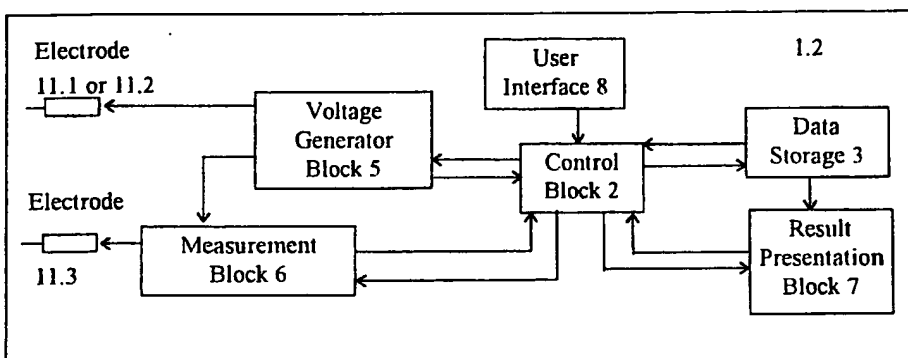 Electrode
11.1 or 11.2
Voltage
Generator
Block 5
User
Interface 8
1.2
Control
Block 2
Data
Storage 3
Electrode
11.3
Measurement
Block 6
Result
Presentation
Block 7